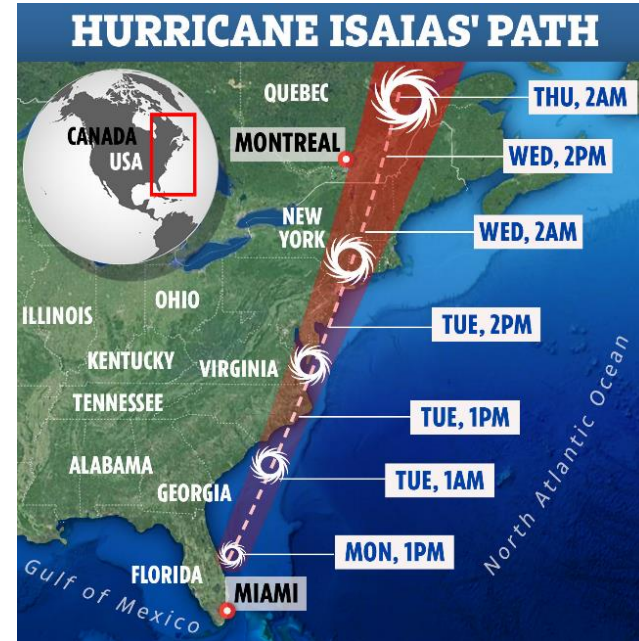 HURRICANE ISAIAS' PATH
QUEBEC
THU, 2AM
CANADA
USA
MONTREAL
WED, 2PM
NEW
YORK
WED, 2AM
ILLINOIS
OHIO
TUE, 2PM
KENTUCKY
VIRGINIA
TENNESSEE
TUE, 1PM
ALABAMA
GEORGIA
TUE, 1AM
North Atlantic Ocean
MON, 1PM
FLORIDA
MIAMI
Gulf of Mexico